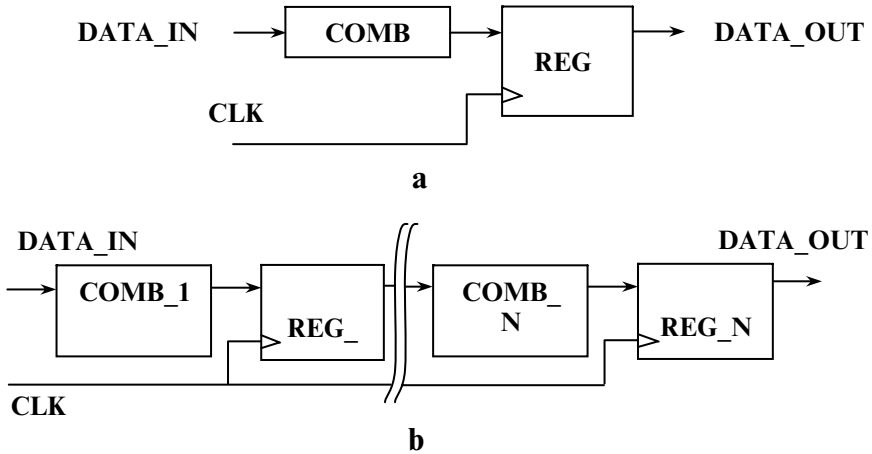 DATA_IN
COMB
DATA_OUT
REG
CLK
a
DATA_IN
DATA_OUT
COMB_1
REG_
COMB_
N
REG_N
CLK
b